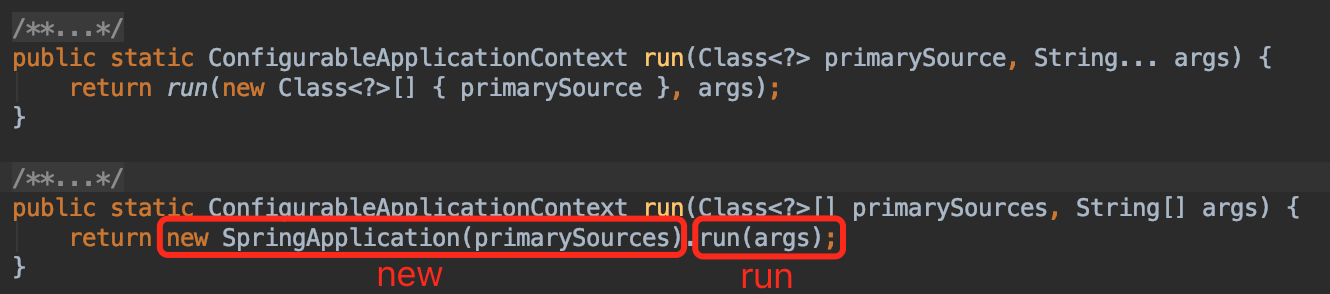 /**...*/
public static ConfigurableApplicationContext run(Class<?> primarySource, String... args) {
    return run(new Class<?>[] { primarySource }, args);
}
/**...*/
public static ConfigurableApplicationContext run(Class<?>[] primarySources, String[] args) {
    return new SpringApplication(primarySources).run(args);
}
new run